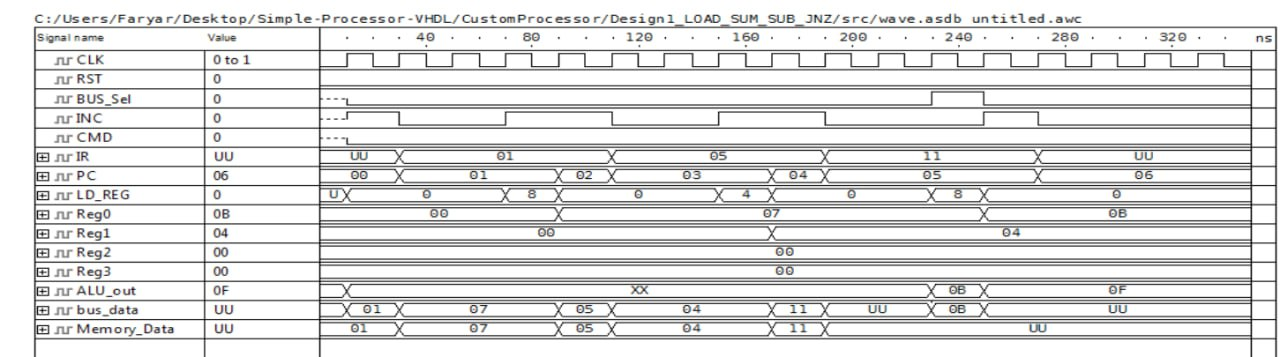 C:/Users/Faryar/Desktop/Simple-Processor-VHDL/CustomProcessor/Design1_LOAD_SUM_SUB_JNZ/src/wave.asdb untitled.awc
Signal name Value 40 80 120 160 200 240 280 320 ns
CLK 0 to 1
RST 0
BUS_Sel 0
INC 0
CMD 0
IR UU UU 01 05 11 UU
PC 06 00 01 02 03 04 05 06
LD_REG 0 U 0 8 0 4 0 8 0
Reg0 0B 00 07 0B
Reg1 04 00 04
Reg2 00 00
Reg3 00 00
ALU_out 0F XX 0B 0F
bus_data UU 01 07 05 04 11 UU 0B UU
Memory_Data UU 01 07 05 04 11 UU